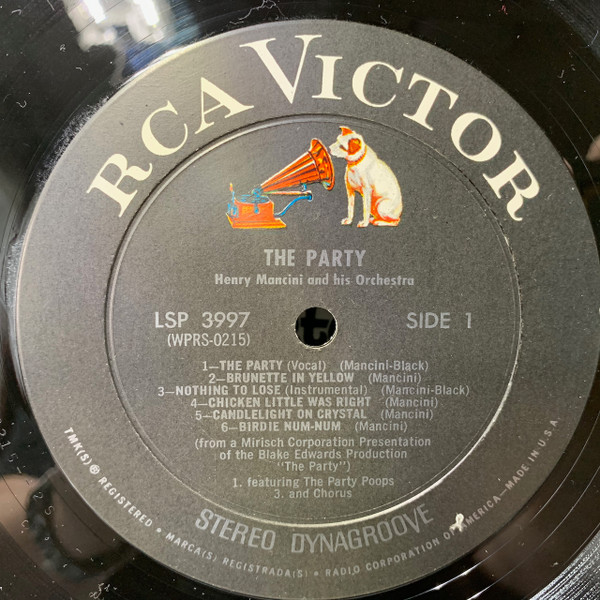 RCA VICTOR
THE PARTY
Henry Mancini and his Orchestra
LSP 3997
(WPRS-0215)
SIDE 1
1—THE PARTY (Vocal) (Mancini-Black)
2—BRUNETTE IN YELLOW (Mancini)
3—NOTHING TO LOSE (Instrumental) (Mancini-Black)
4—CHICKEN LITTLE WAS RIGHT (Mancini)
5—CANDLELIGHT ON CRYSTAL (Mancini)
6—BIRDIE NUM-NUM (Mancini)
(from a Mirisch Corporation Presentation
of the Blake Edwards Production
"The Party")
1. featuring The Party Poops
3. and Chorus
STEREO DYNAGROOVE
TMK(S) ® REGISTERED • MARCA(S) REGISTRADA(S) • RADIO CORPORATION OF AMERICA—MADE IN U.S.A.